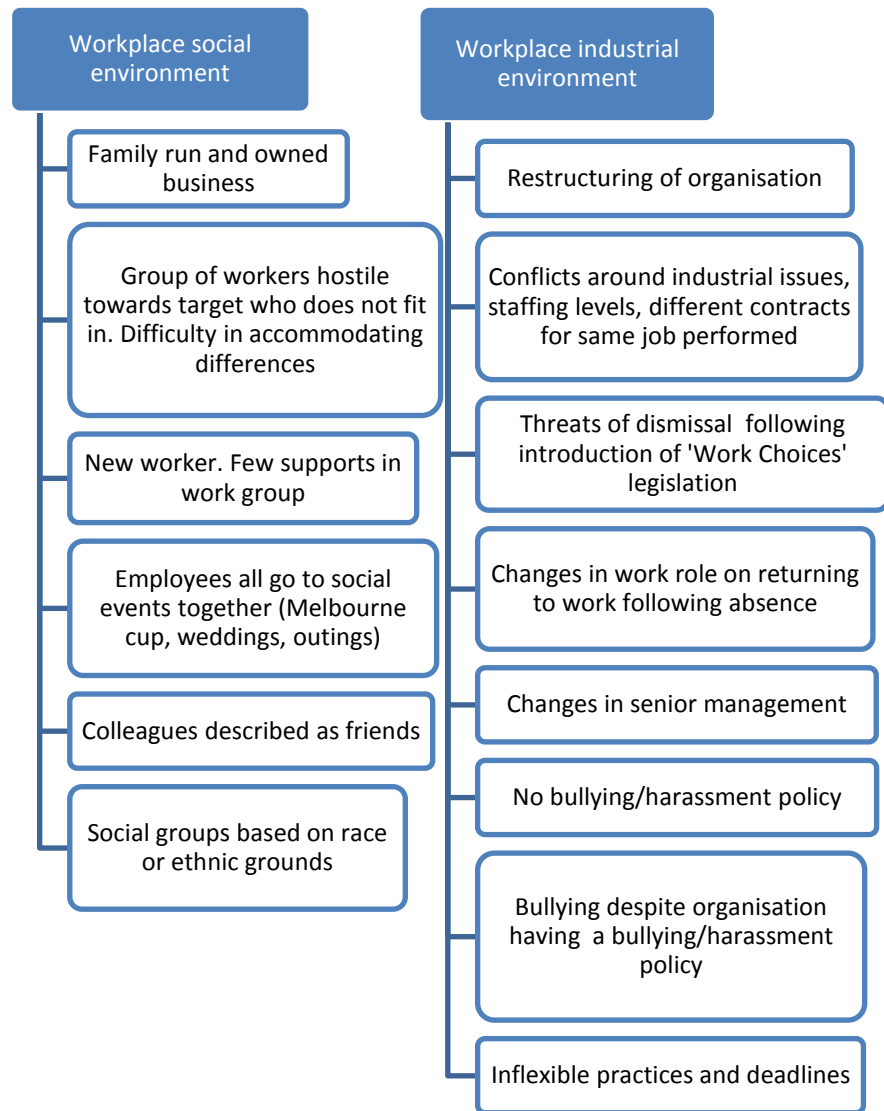 Workplace social
environment
Family run and owned
business
Group of workers hostile
towards target who does not fit
in. Difficulty in accommodating
differences
New worker. Few supports in
work group
Employees all go to social
events together (Melbourne
cup, weddings, outings)
Colleagues described as friends
Social groups based on race
or ethnic grounds
Workplace industrial
environment
Restructuring of organisation
Conflicts around industrial issues,
staffing levels, different contracts
for same job performed
Threats of dismissal following
introduction of 'Work Choices'
legislation
Changes in work role on returning
to work following absence
Changes in senior management
No bullying/harassment policy
Bullying despite organisation
having a bullying/harassment
policy
Inflexible practices and deadlines